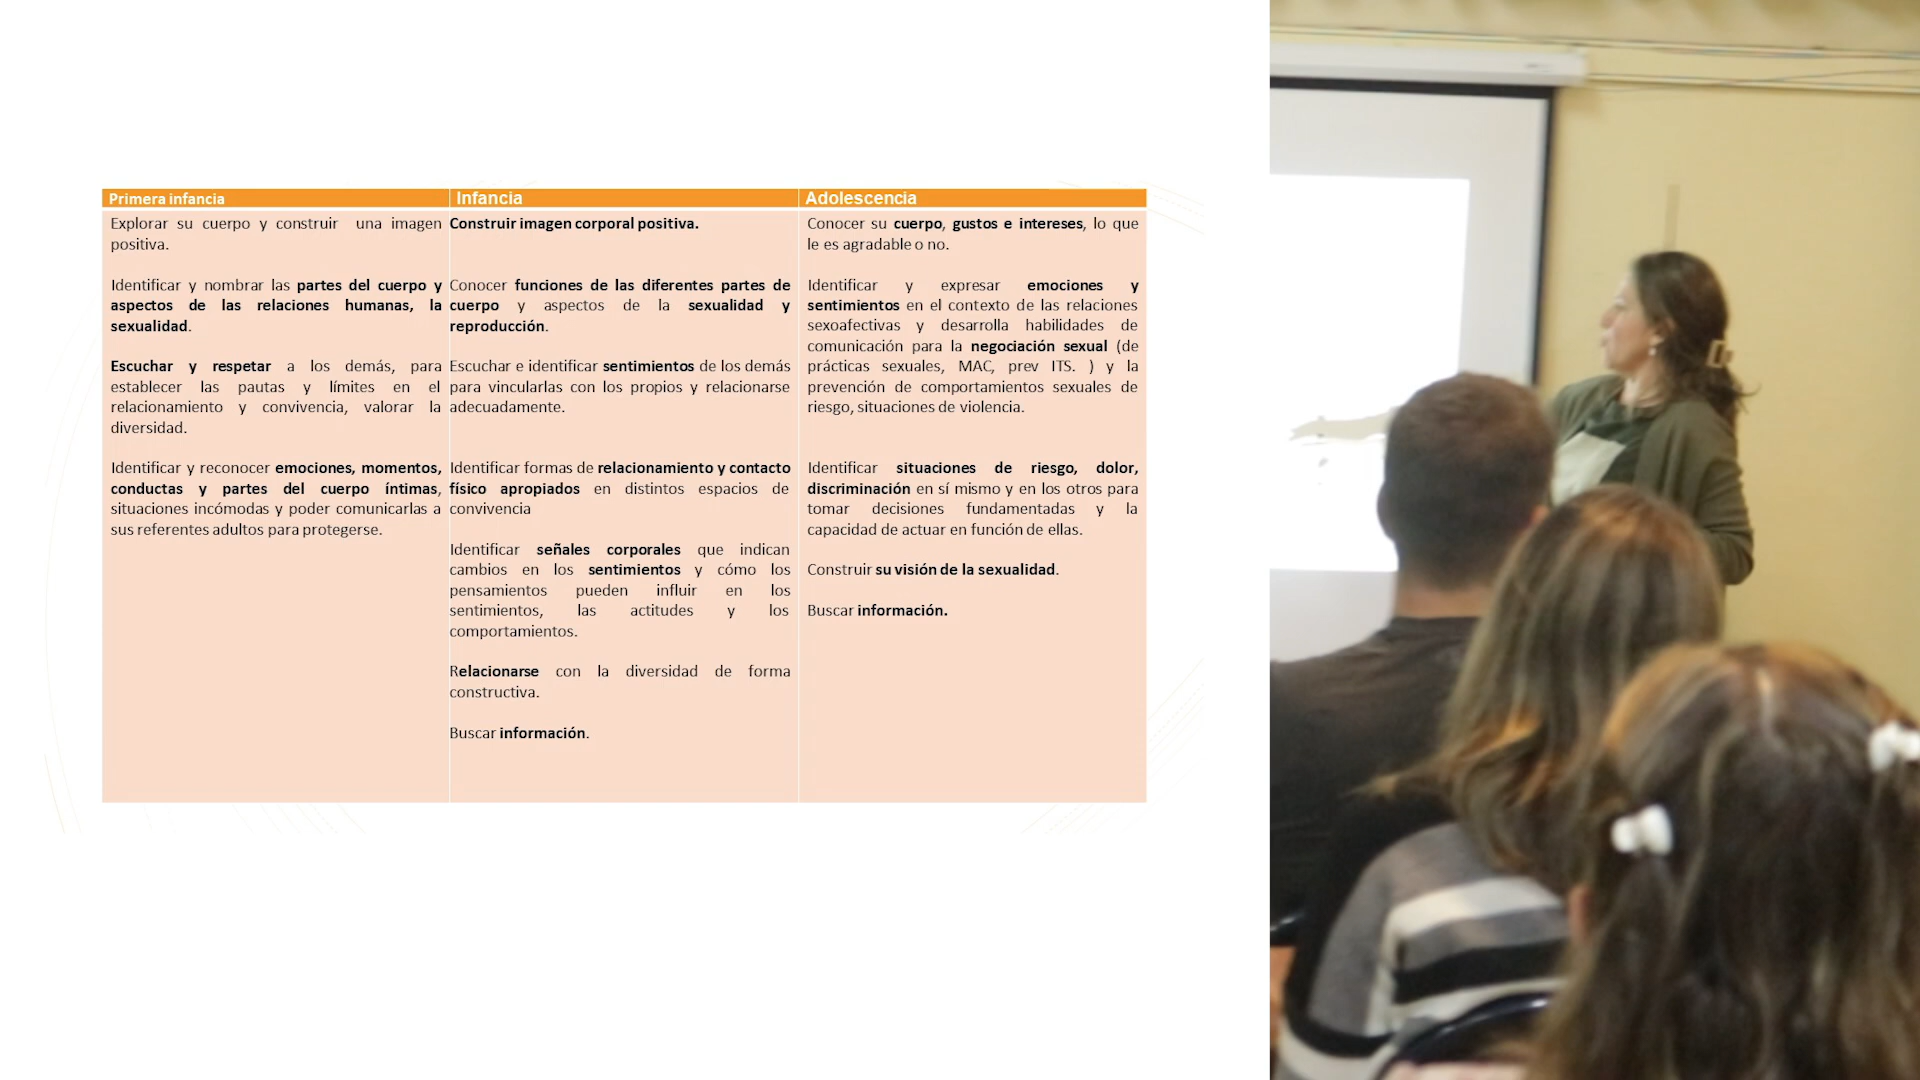 Primera infancia
Explorar su cuerpo y construir una imagen
positiva.
Identificar y nombrar las partes del cuerpo y
aspectos de las relaciones humanas, la
sexualidad.
Escuchar y respetar a los demás, para
establecer las pautas y límites en el
relacionamiento y convivencia, valorar la
diversidad.
Identificar y reconocer emociones, momentos,
conductas y partes del cuerpo íntimas,
situaciones incómodas y poder comunicarlas a
sus referentes adultos para protegerse.
Infancia
Construir imagen corporal positiva.
Conocer funciones de las diferentes partes de
cuerpo y aspectos de la sexualidad y
reproducción.
Escuchar e identificar sentimientos de los demás
para vincularlas con los propios y relacionarse
adecuadamente.
Identificar formas de relacionamiento y contacto
físico apropiados en distintos espacios de
convivencia
Identificar señales corporales que indican
cambios en los sentimientos y cómo los
pensamientos pueden influir en los
sentimientos, las actitudes y los
comportamientos.
Relacionarse con la diversidad de forma
constructiva.
Buscar información.
Adolescencia
Conocer su cuerpo, gustos e intereses, lo que
le es agradable o no.
Identificar y expresar emociones y
sentimientos en el contexto de las relaciones
sexoafectivas y desarrolla habilidades de
comunicación para la negociación sexual (de
prácticas sexuales, MAC, prev ITS. ) y la
prevención de comportamientos sexuales de
riesgo, situaciones de violencia.
Identificar situaciones de riesgo, dolor,
discriminación en sí mismo y en los otros para
tomar decisiones fundamentadas y la
capacidad de actuar en función de ellas.
Construir su visión de la sexualidad.
Buscar información.